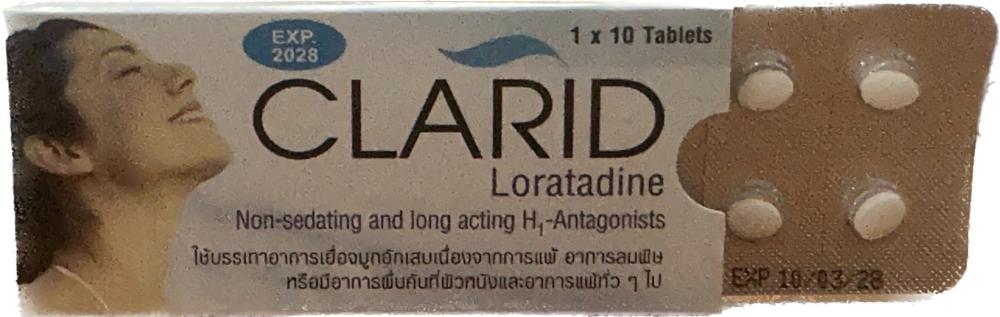 EXP.
2028
1 x 10 Tablets
CLARID
Loratadine
Non-sedating and long acting H₁-Antagonists
ใช้บรรเทาอาการเยื่อจมูกอักเสบเนื่องจากการแพ้ อาการลมพิษ
หรือมีอาการผื่นคันที่ผิวหนังและอาการแพ้ทั่ว ๆ ไป
EXP 10/03/28